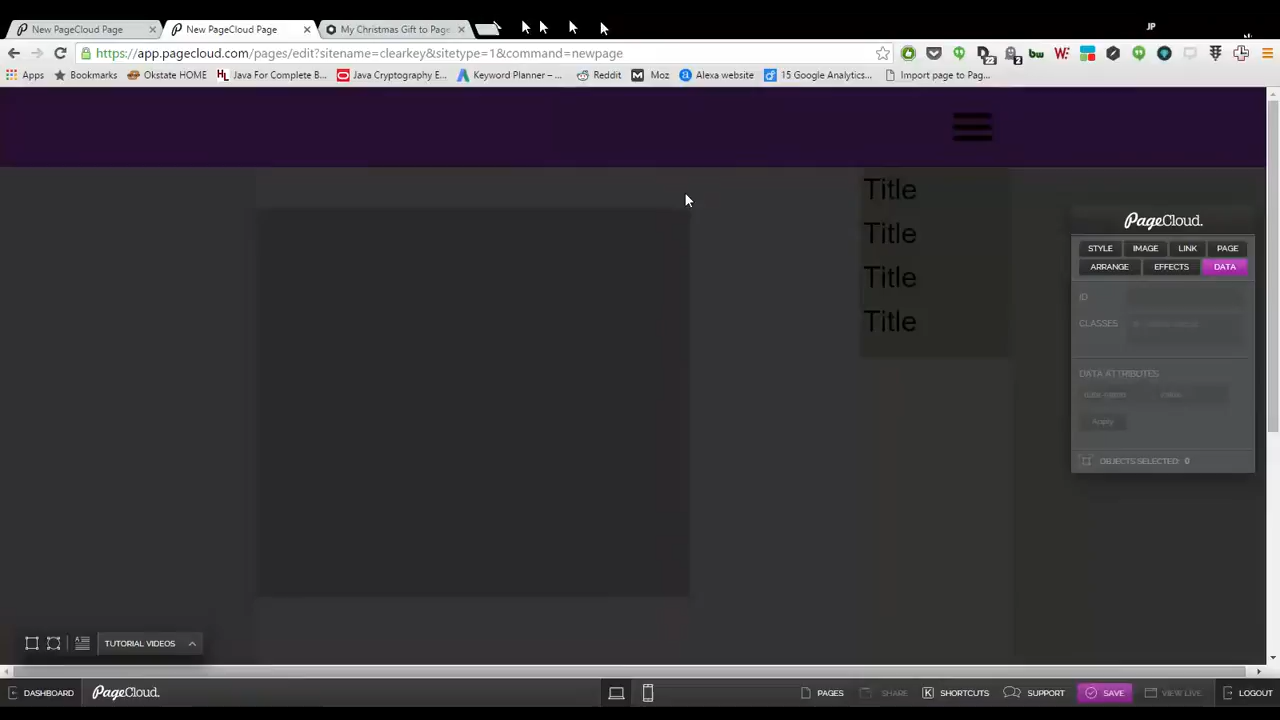 JP
New PageCloud Page
New PageCloud Page
My Christmas Gift to Page
https://app.pagecloud.com/pages/edit?sitename=clearkey&sitetype=1&command=newpage
Apps Bookmarks Okstate HOME Java For Complete B... Java Cryptography E... Keyword Planner – ... Reddit Moz Alexa website 15 Google Analytics... Import page to Pag...
Title
Title
Title
Title
PageCloud.
STYLE IMAGE LINK PAGE
ARRANGE EFFECTS DATA
ID
CLASSES
DATA ATTRIBUTES
Apply
OBJECTS SELECTED: 0
TUTORIAL VIDEOS
DASHBOARD PageCloud. PAGES SHARE SHORTCUTS SUPPORT SAVE VIEW LIVE LOGOUT